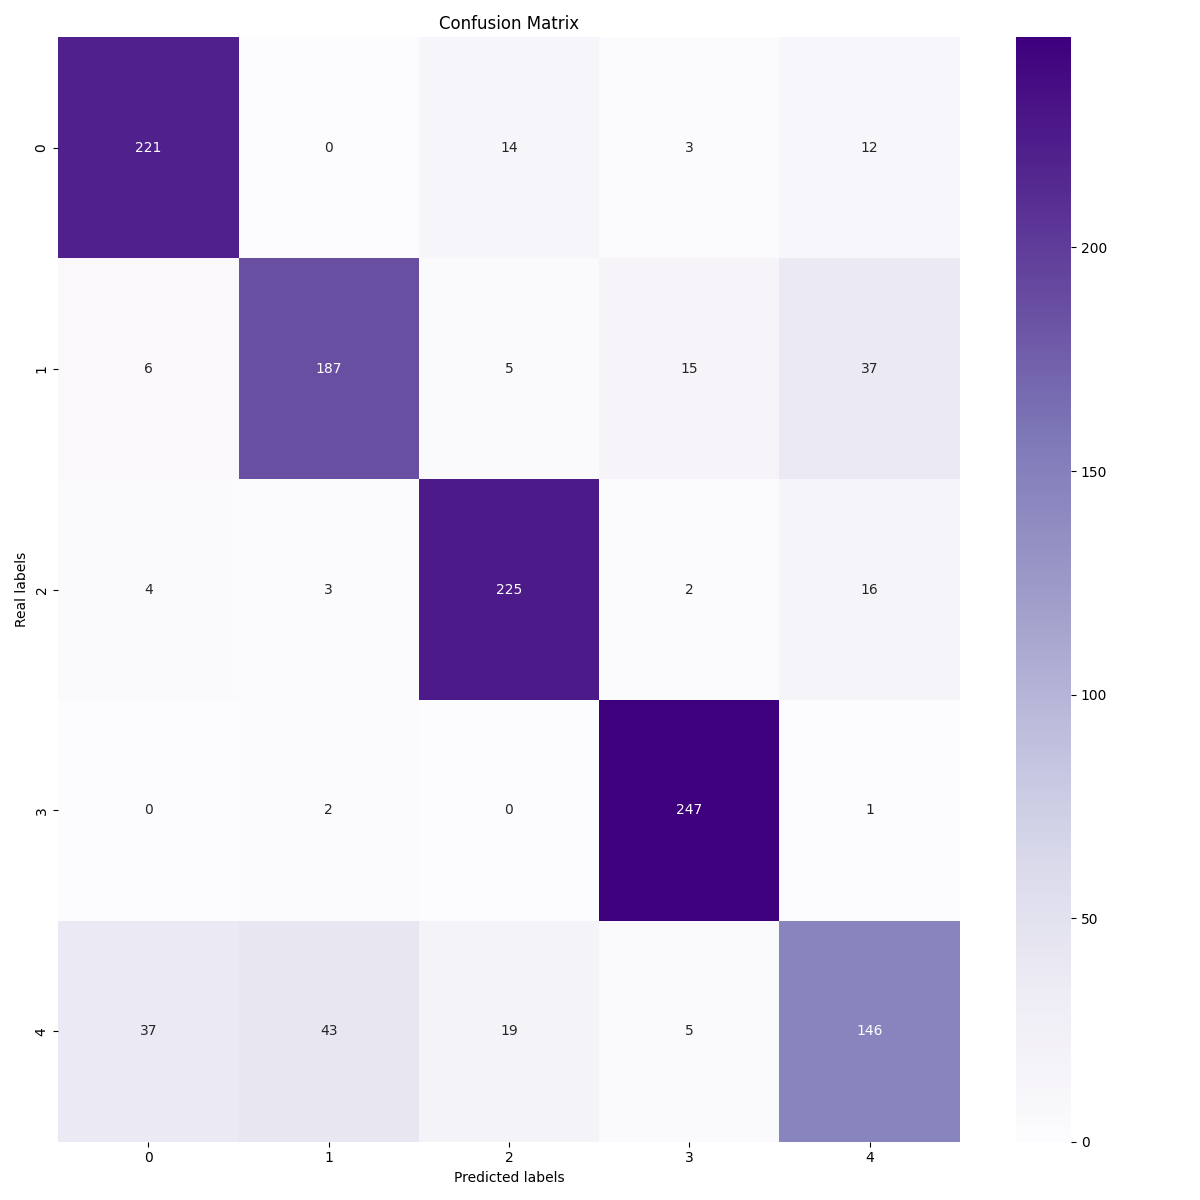 Confusion Matrix
0 221 0 14 3 12
200
1 6 187 5 15 37
150
Real labels
2 4 3 225 2 16
100
3 0 2 0 247 1
50
4 37 43 19 5 146
0
0 1 2 3 4
Predicted labels